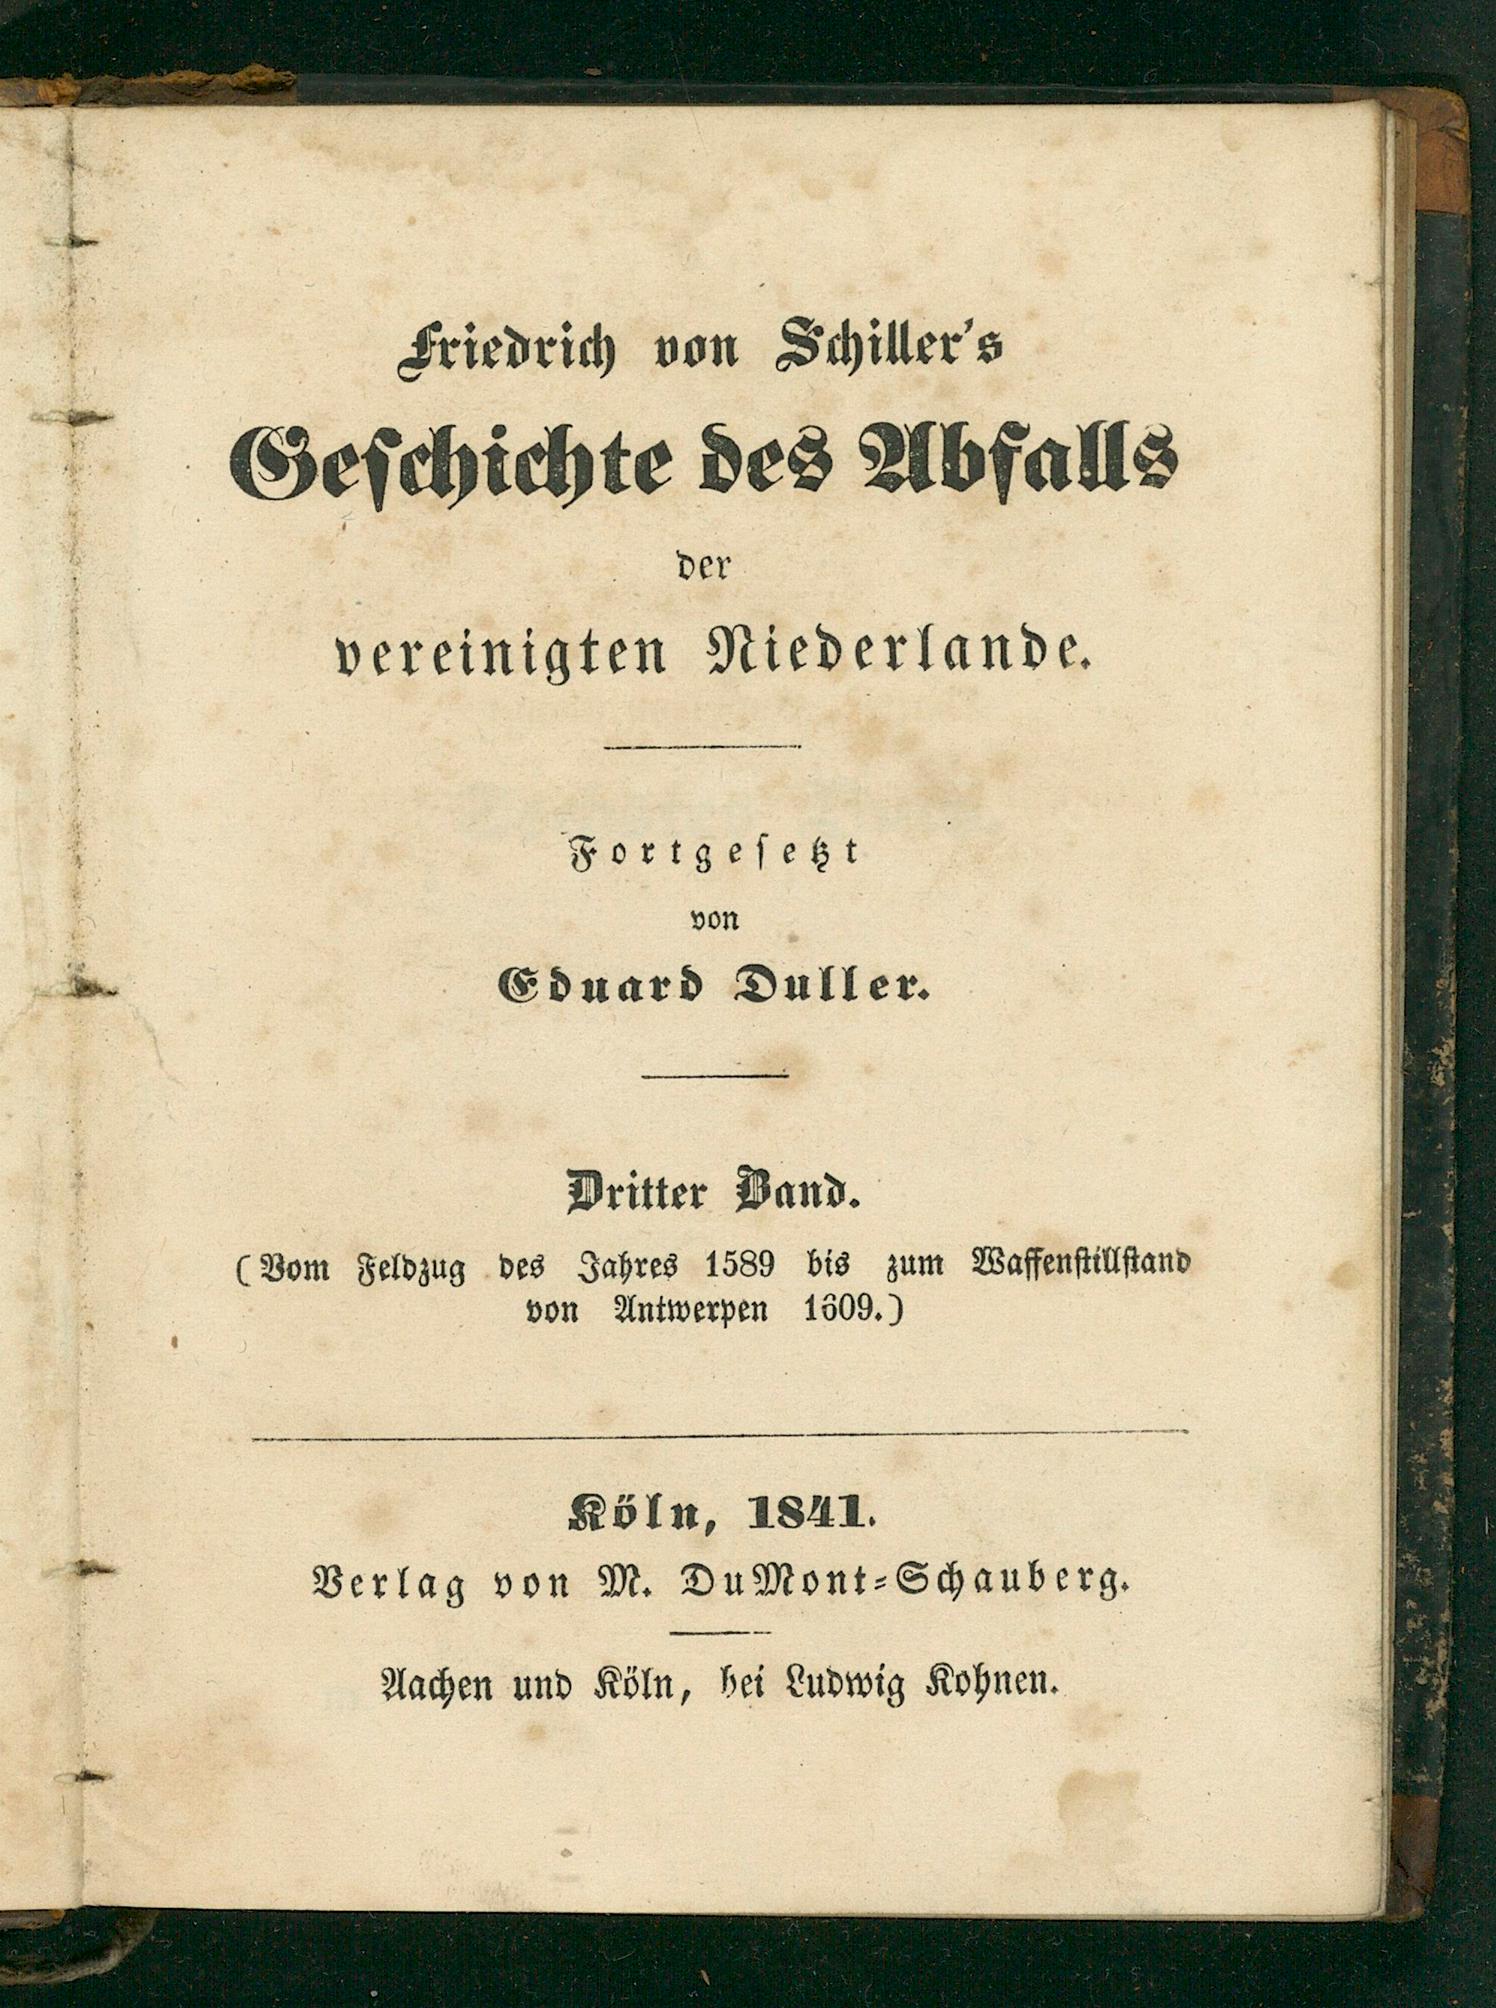 Friedrich von Schiller's
Geſchichte des Abfalls
der
vereinigten Niederlande.
Fortgeſetzt
von
Eduard Duller.
Dritter Band.
(Vom Feldzug des Jahres 1589 bis zum Waffenſtillſtand
von Antwerpen 1609.)
Köln, 1841.
Verlag von M. DuMont-Schauberg.
Aachen und Köln, bei Ludwig Kohnen.